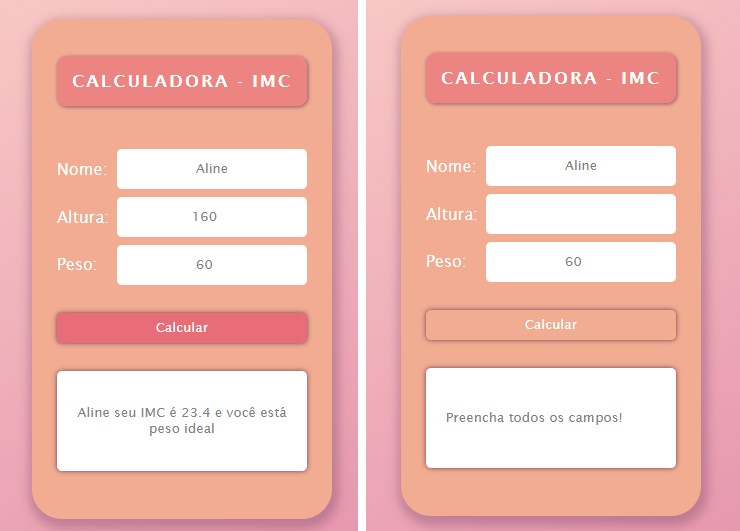 CALCULADORA - IMC
Nome: Aline
Altura: 160
Peso: 60
Calcular
Aline seu IMC é 23.4 e você está
peso ideal
CALCULADORA - IMC
Nome: Aline
Altura:
Peso: 60
Calcular
Preencha todos os campos!